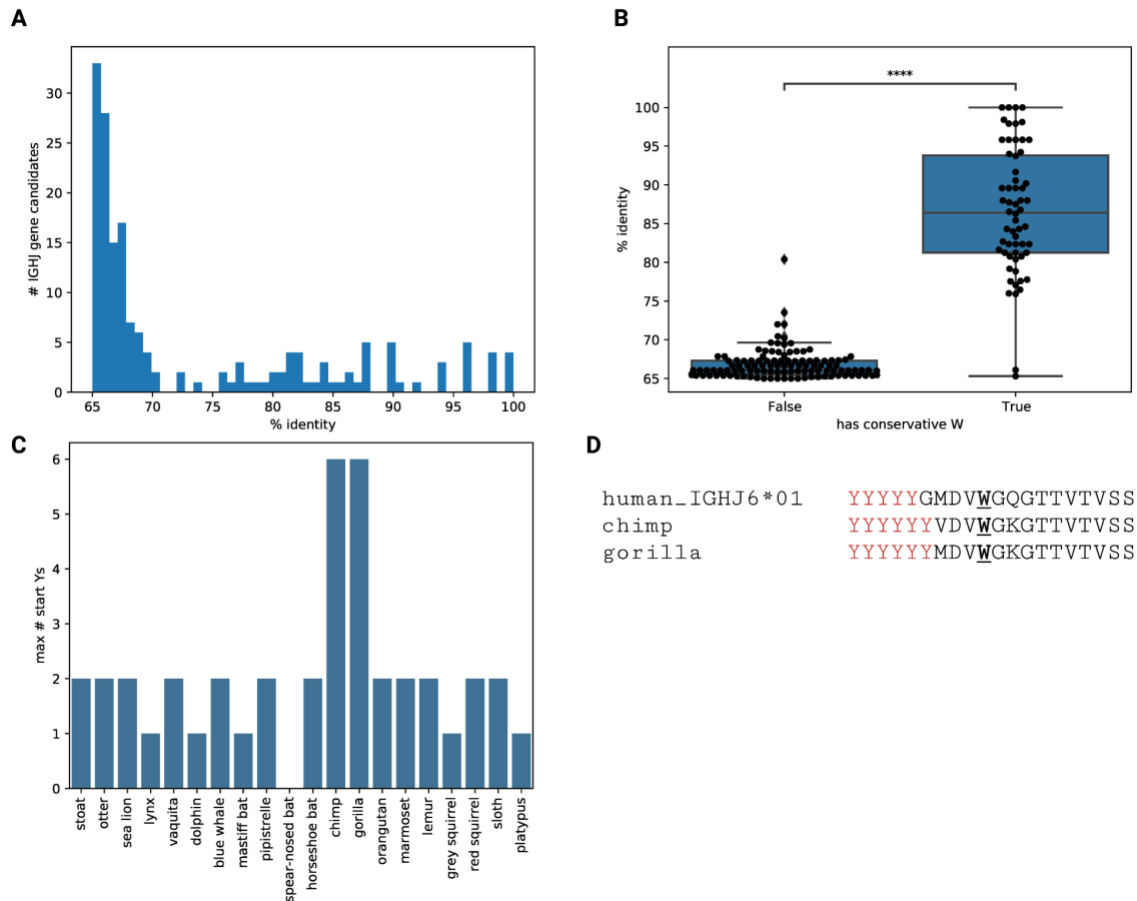 A
# IGHJ gene candidates
30
25
20
15
10
5
0
65 70 75 80 85 90 95 100
% identity
B
****
% identity
100
95
90
85
80
75
70
65
False True
has conservative W
C
max # start Ys
6
5
4
3
2
1
0
stoat
otter
sea lion
lynx
vaquita
dolphin
blue whale
mastiff bat
pipistrelle
spear-nosed bat
horseshoe bat
chimp
gorilla
orangutan
marmoset
lemur
grey squirrel
red squirrel
sloth
platypus
D
human_IGHJ6*01 YYYYYGMDVWGQGTTVTVSS
chimp YYYYYYVDVWGKGTTVTVSS
gorilla YYYYYYMDVWGKGTTVTVSS